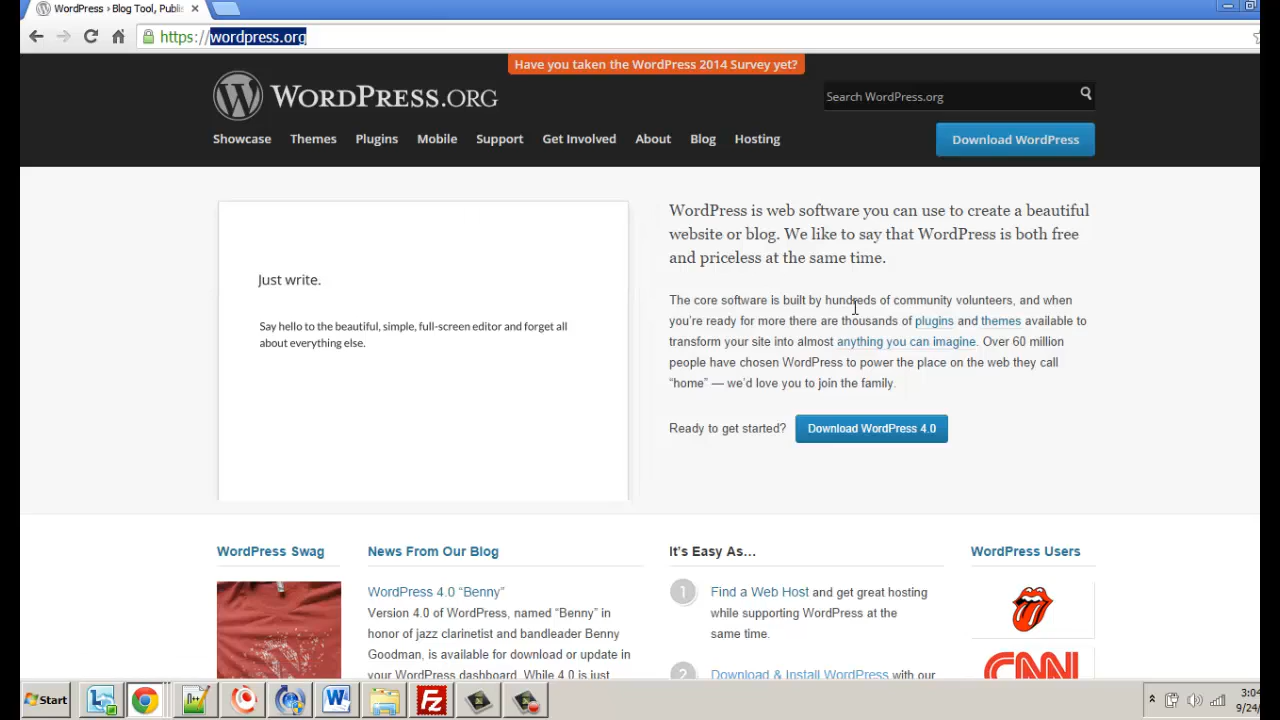 WordPress › Blog Tool, Publi
https://wordpress.org
Have you taken the WordPress 2014 Survey yet?
WORDPRESS.ORG
Search WordPress.org
Showcase Themes Plugins Mobile Support Get Involved About Blog Hosting
Download WordPress
WordPress is web software you can use to create a beautiful
website or blog. We like to say that WordPress is both free
and priceless at the same time.
Just write.
Say hello to the beautiful, simple, full-screen editor and forget all
about everything else.
The core software is built by hundreds of community volunteers, and when
you’re ready for more there are thousands of plugins and themes available to
transform your site into almost anything you can imagine. Over 60 million
people have chosen WordPress to power the place on the web they call
“home” — we’d love you to join the family.
Ready to get started? Download WordPress 4.0
WordPress Swag
News From Our Blog
WordPress 4.0 “Benny”
Version 4.0 of WordPress, named “Benny” in
honor of jazz clarinetist and bandleader Benny
Goodman, is available for download or update in
your WordPress dashboard. While 4.0 is just
It’s Easy As…
1 Find a Web Host and get great hosting
while supporting WordPress at the
same time.
2 Download & Install WordPress with our
WordPress Users
CNN
Start
3:04
9/24/